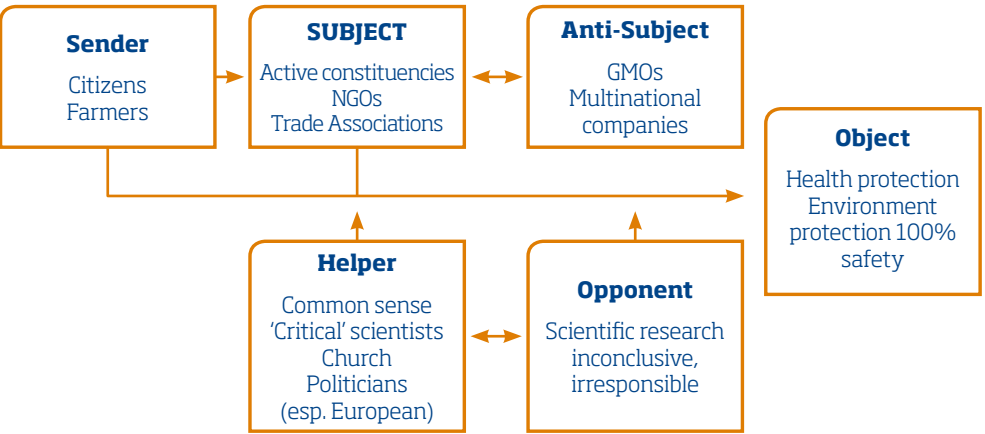 Sender
Citizens
Farmers
SUBJECT
Active constituencies
NGOs
Trade Associations
Anti-Subject
GMOs
Multinational
companies
Object
Health protection
Environment
protection 100%
safety
Helper
Common sense
‘Critical’ scientists
Church
Politicians
(esp. European)
Opponent
Scientific research
inconclusive,
irresponsible